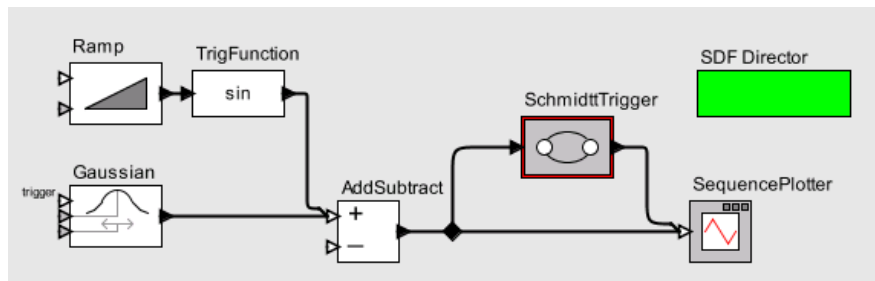 Ramp
TrigFunction
SDF Director
sin
SchmidttTrigger
Gaussian
trigger
AddSubtract
SequencePlotter
+
−